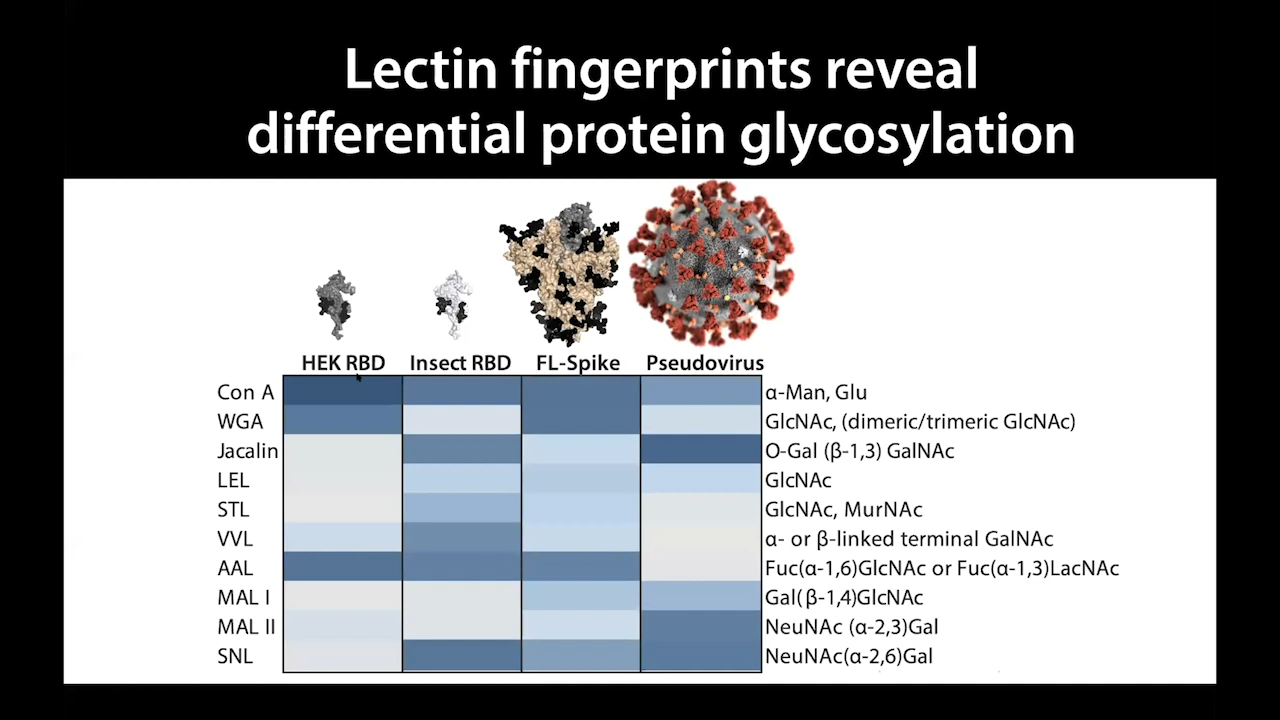 Lectin fingerprints reveal
differential protein glycosylation
HEK RBD Insect RBD FL-Spike Pseudovirus
Con A α-Man, Glu
WGA GlcNAc, (dimeric/trimeric GlcNAc)
Jacalin O-Gal (β-1,3) GalNAc
LEL GlcNAc
STL GlcNAc, MurNAc
VVL α- or β-linked terminal GalNAc
AAL Fuc(α-1,6)GlcNAc or Fuc(α-1,3)LacNAc
MAL I Gal(β-1,4)GlcNAc
MAL II NeuNAc (α-2,3)Gal
SNL NeuNAc(α-2,6)Gal